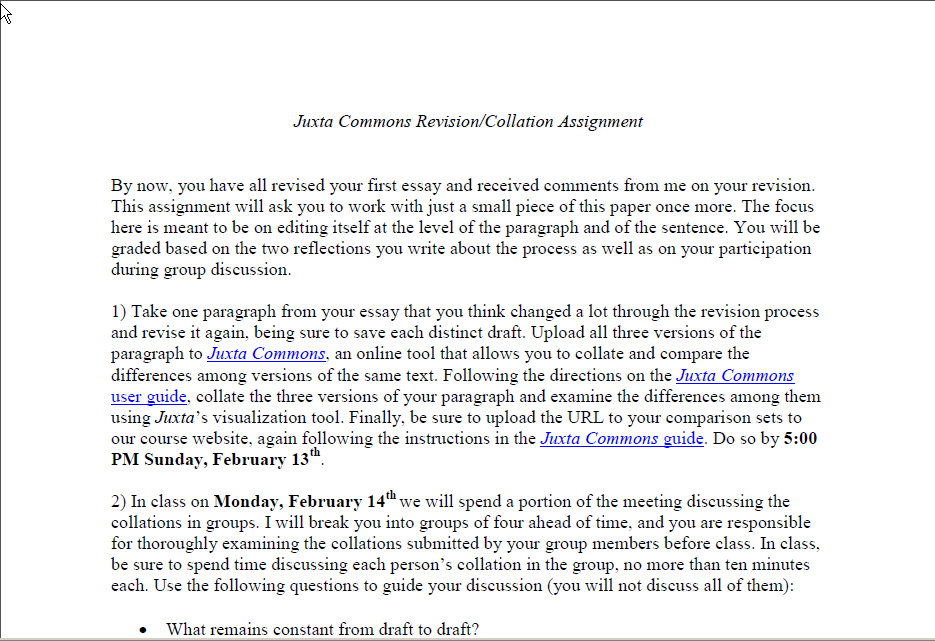 Juxta Commons Revision/Collation Assignment
By now, you have all revised your first essay and received comments from me on your revision.
This assignment will ask you to work with just a small piece of this paper once more. The focus
here is meant to be on editing itself at the level of the paragraph and of the sentence. You will be
graded based on the two reflections you write about the process as well as on your participation
during group discussion.
1) Take one paragraph from your essay that you think changed a lot through the revision process
and revise it again, being sure to save each distinct draft. Upload all three versions of the
paragraph to Juxta Commons, an online tool that allows you to collate and compare the
differences among versions of the same text. Following the directions on the Juxta Commons
user guide, collate the three versions of your paragraph and examine the differences among them
using Juxta’s visualization tool. Finally, be sure to upload the URL to your comparison sets to
our course website, again following the instructions in the Juxta Commons guide. Do so by 5:00
PM Sunday, February 13th.
2) In class on Monday, February 14th we will spend a portion of the meeting discussing the
collations in groups. I will break you into groups of four ahead of time, and you are responsible
for thoroughly examining the collations submitted by your group members before class. In class,
be sure to spend time discussing each person’s collation in the group, no more than ten minutes
each. Use the following questions to guide your discussion (you will not discuss all of them):
• What remains constant from draft to draft?